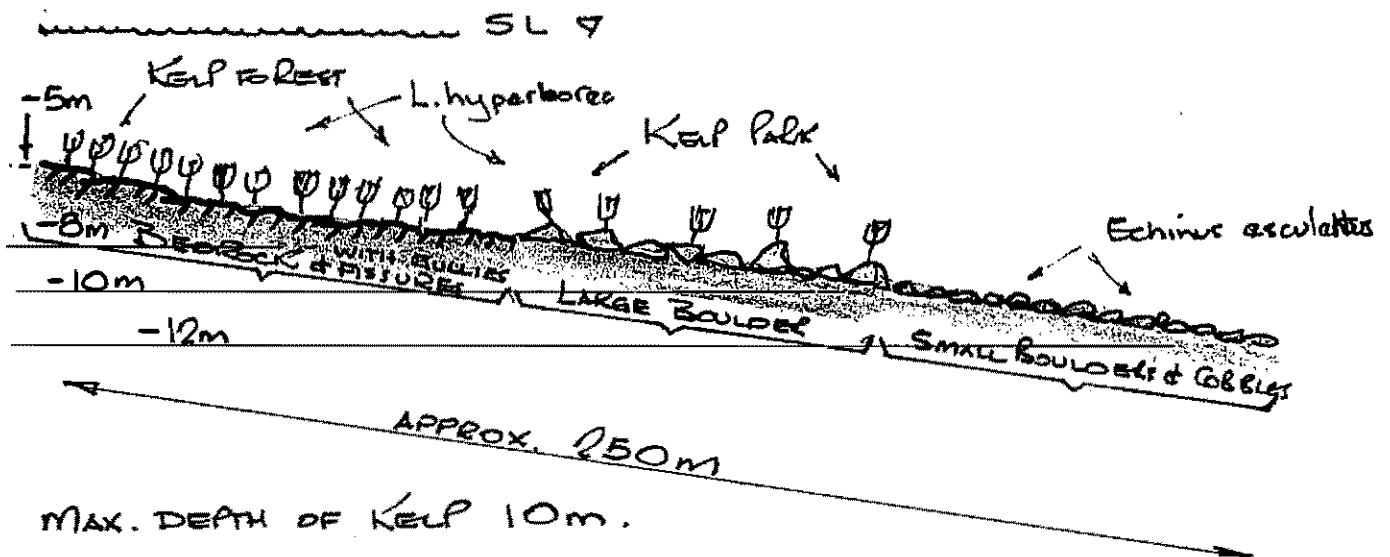 SL
KELP FOREST
-5m
L. hyperborea
KELP PARK
Echinus esculentus
-8m
BEDROCK WITH GULLIES & FISSURES
-10m
LARGE BOULDER
-12m
SMALL BOULDERS & COBBLES
APPROX. 250m
MAX. DEPTH OF KELP 10m.